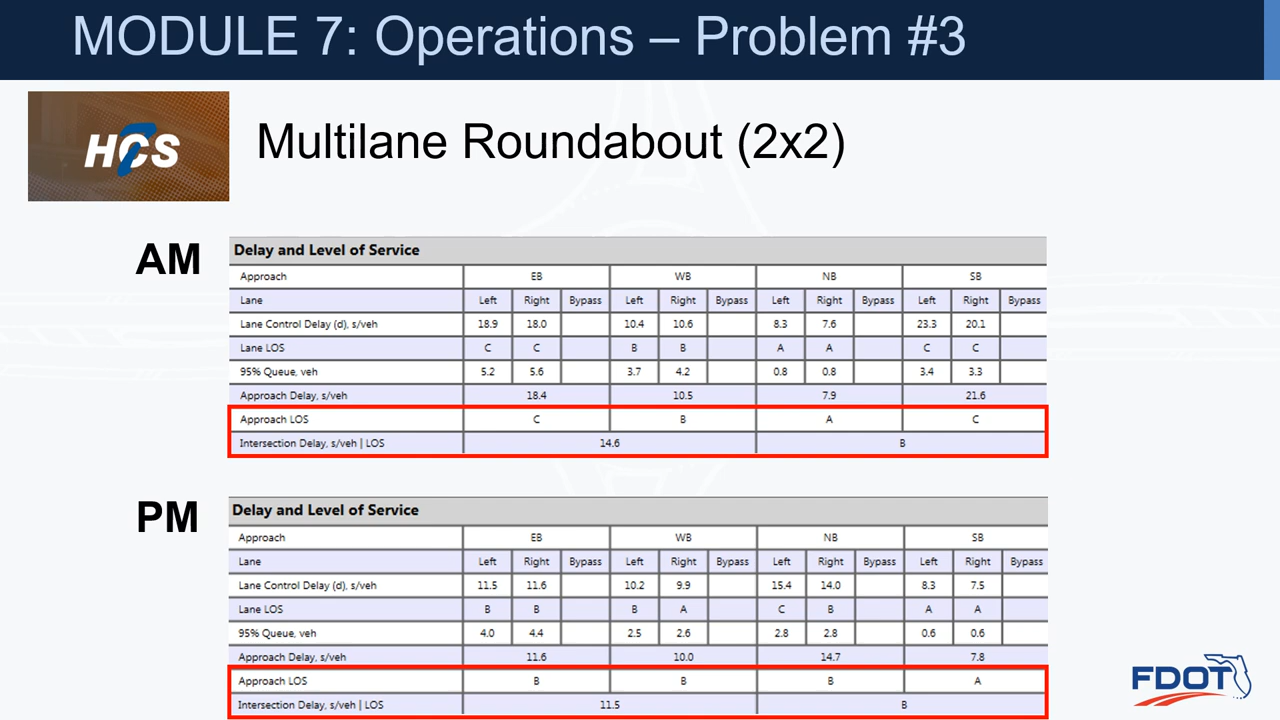 MODULE 7: Operations – Problem #3
HCS
7
Multilane Roundabout (2x2)
AM
Delay and Level of Service
Approach EB WB NB SB
Lane Left Right Bypass Left Right Bypass Left Right Bypass Left Right Bypass
Lane Control Delay (d), s/veh 18.9 18.0 10.4 10.6 8.3 7.6 23.3 20.1
Lane LOS C C B B A A C C
95% Queue, veh 5.2 5.6 3.7 4.2 0.8 0.8 3.4 3.3
Approach Delay, s/veh 18.4 10.5 7.9 21.6
Approach LOS C B A C
Intersection Delay, s/veh | LOS 14.6 B
PM
Delay and Level of Service
Approach EB WB NB SB
Lane Left Right Bypass Left Right Bypass Left Right Bypass Left Right Bypass
Lane Control Delay (d), s/veh 11.5 11.6 10.2 9.9 15.4 14.0 8.3 7.5
Lane LOS B B B A C B A A
95% Queue, veh 4.0 4.4 2.5 2.6 2.8 2.8 0.6 0.6
Approach Delay, s/veh 11.6 10.0 14.7 7.8
Approach LOS B B B A
Intersection Delay, s/veh | LOS 11.5 B
FDOT